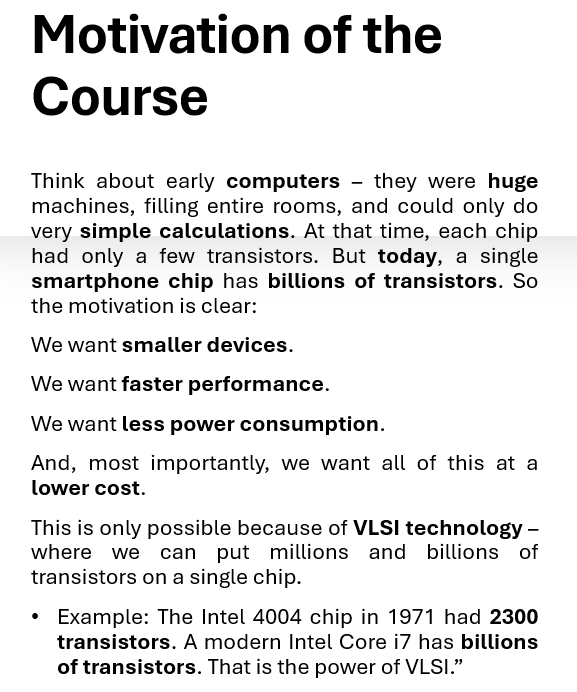 Motivation of the
Course
Think about early computers – they were huge
machines, filling entire rooms, and could only do
very simple calculations. At that time, each chip
had only a few transistors. But today, a single
smartphone chip has billions of transistors. So
the motivation is clear:
We want smaller devices.
We want faster performance.
We want less power consumption.
And, most importantly, we want all of this at a
lower cost.
This is only possible because of VLSI technology –
where we can put millions and billions of
transistors on a single chip.
• Example: The Intel 4004 chip in 1971 had 2300
transistors. A modern Intel Core i7 has billions
of transistors. That is the power of VLSI.”